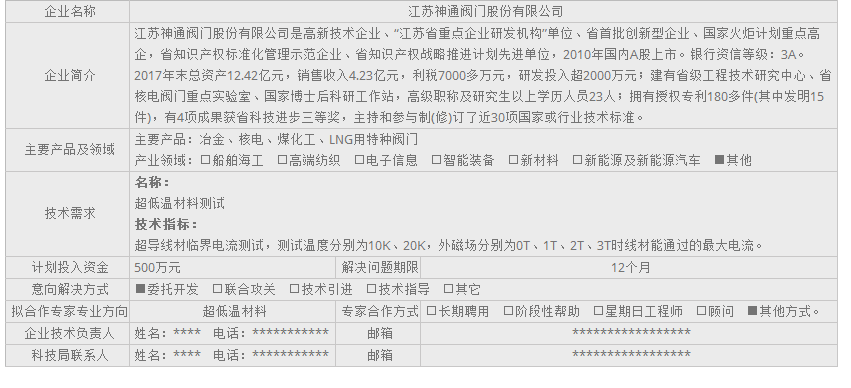 企业名称 江苏神通阀门股份有限公司
企业简介
江苏神通阀门股份有限公司是高新技术企业、“江苏省重点企业研发机构”单位、省首批创新型企业、国家火炬计划重点高
企，省知识产权标准化管理示范企业、省知识产权战略推进计划先进单位，2010年国内A股上市。银行资信等级：3A。
2017年末总资产12.42亿元，销售收入4.23亿元，利税7000多万元，研发投入超2000万元；建有省级工程技术研究中心、省
核电阀门重点实验室、国家博士后科研工作站，高级职称及研究生以上学历人员23人；拥有授权专利180多件(其中发明15
件)，有4项成果获省科技进步三等奖，主持和参与制(修)订了近30项国家或行业技术标准。
主要产品及领域
主要产品：冶金、核电、煤化工、LNG用特种阀门
产业领域：□船舶海工 □高端纺织 □电子信息 □智能装备 □新材料 □新能源及新能源汽车 ■其他
技术需求
名称：
超低温材料测试
技术指标：
超导线材临界电流测试，测试温度分别为10K、20K，外磁场分别为0T、1T、2T、3T时线材能通过的最大电流。
计划投入资金 500万元 解决问题期限 12个月
意向解决方式 ■委托开发 □联合攻关 □技术引进 □技术指导 □其它
拟合作专家专业方向 超低温材料 专家合作方式 □长期聘用 □阶段性帮助 □星期日工程师 □顾问 ■其他方式。
企业技术负责人 姓名：**** 电话：*********** 邮箱 *****************
科技局联系人 姓名：**** 电话：*********** 邮箱 *****************